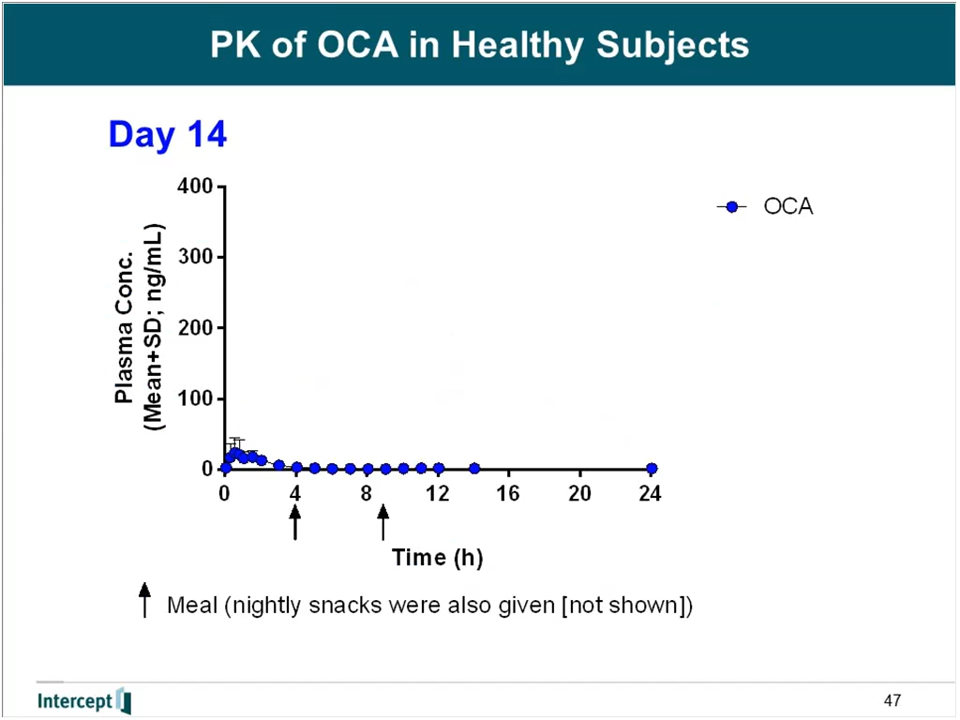 PK of OCA in Healthy Subjects
Day 14
OCA
Plasma Conc.
(Mean+SD; ng/mL)
400
300
200
100
0
0 4 8 12 16 20 24
Time (h)
Meal (nightly snacks were also given [not shown])
Intercept
47